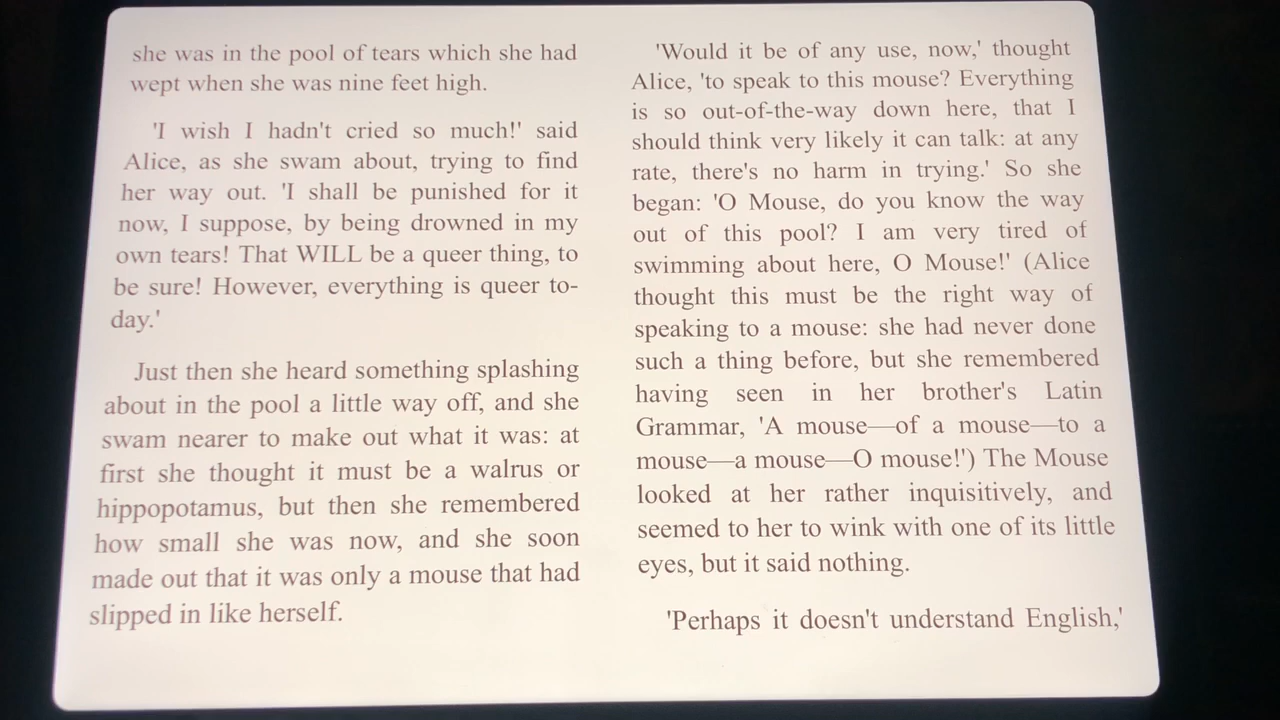 she was in the pool of tears which she had
wept when she was nine feet high.
'I wish I hadn't cried so much!' said
Alice, as she swam about, trying to find
her way out. 'I shall be punished for it
now, I suppose, by being drowned in my
own tears! That WILL be a queer thing, to
be sure! However, everything is queer to-
day.'
Just then she heard something splashing
about in the pool a little way off, and she
swam nearer to make out what it was: at
first she thought it must be a walrus or
hippopotamus, but then she remembered
how small she was now, and she soon
made out that it was only a mouse that had
slipped in like herself.
'Would it be of any use, now,' thought
Alice, 'to speak to this mouse? Everything
is so out-of-the-way down here, that I
should think very likely it can talk: at any
rate, there's no harm in trying.' So she
began: 'O Mouse, do you know the way
out of this pool? I am very tired of
swimming about here, O Mouse!' (Alice
thought this must be the right way of
speaking to a mouse: she had never done
such a thing before, but she remembered
having seen in her brother's Latin
Grammar, 'A mouse—of a mouse—to a
mouse—a mouse—O mouse!') The Mouse
looked at her rather inquisitively, and
seemed to her to wink with one of its little
eyes, but it said nothing.
'Perhaps it doesn't understand English,'